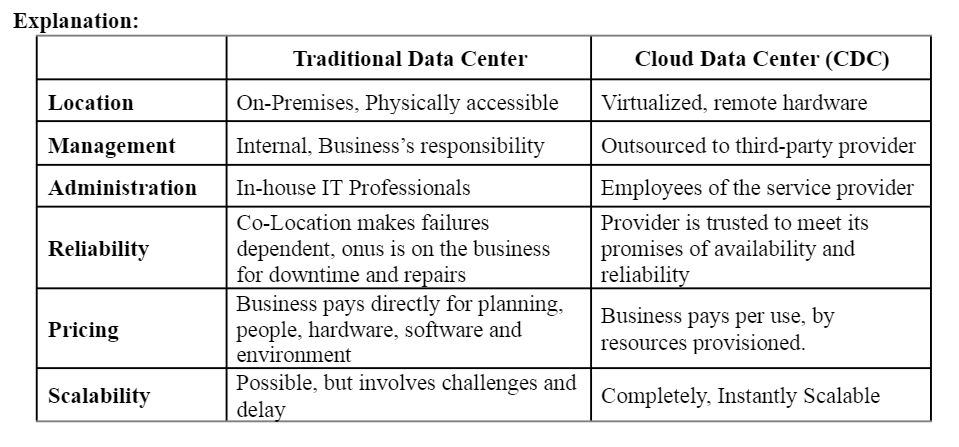 Explanation:
Traditional Data Center
Cloud Data Center (CDC)
Location
On-Premises, Physically accessible
Virtualized, remote hardware
Management
Internal, Business’s responsibility
Outsourced to third-party provider
Administration
In-house IT Professionals
Employees of the service provider
Reliability
Co-Location makes failures
dependent, onus is on the business
for downtime and repairs
Provider is trusted to meet its
promises of availability and
reliability
Pricing
Business pays directly for planning,
people, hardware, software and
environment
Business pays per use, by
resources provisioned.
Scalability
Possible, but involves challenges and
delay
Completely, Instantly Scalable